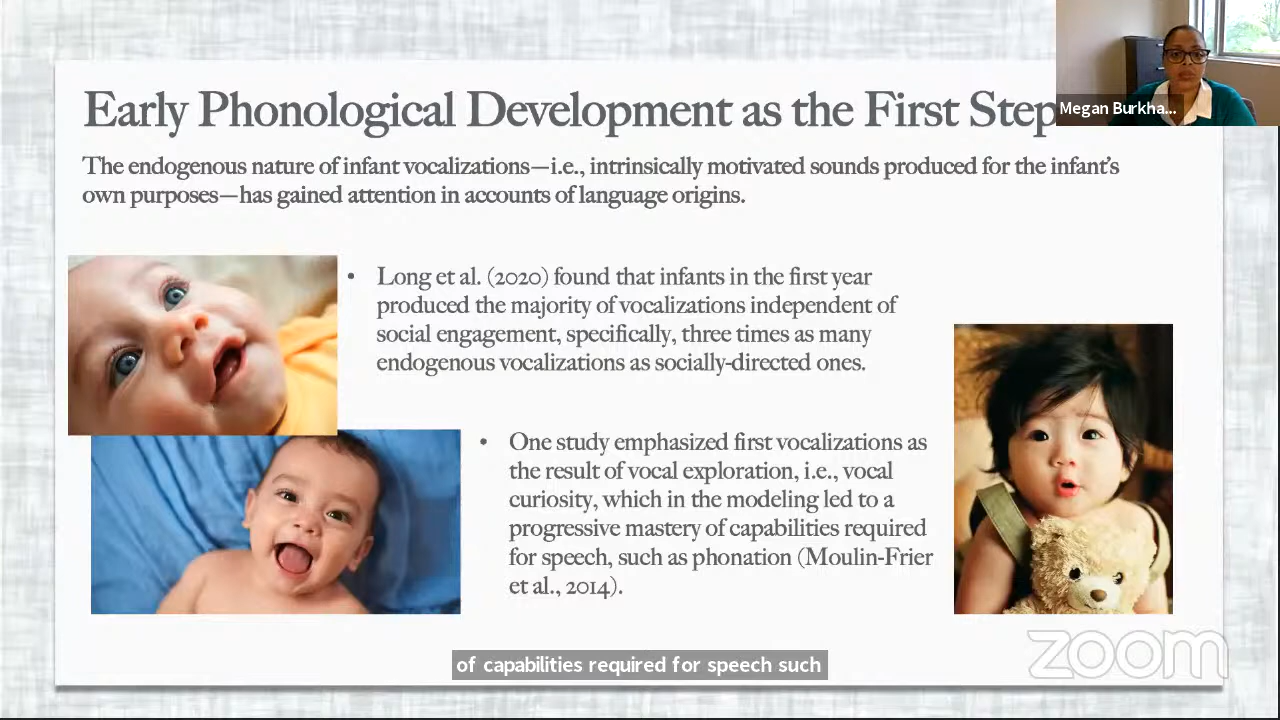 Early Phonological Development as the First Step
Megan Burkha...
The endogenous nature of infant vocalizations—i.e., intrinsically motivated sounds produced for the infant's
own purposes—has gained attention in accounts of language origins.
• Long et al. (2020) found that infants in the first year
produced the majority of vocalizations independent of
social engagement, specifically, three times as many
endogenous vocalizations as socially-directed ones.
• One study emphasized first vocalizations as
the result of vocal exploration, i.e., vocal
curiosity, which in the modeling led to a
progressive mastery of capabilities required
for speech, such as phonation (Moulin-Frier
et al., 2014).
of capabilities required for speech such
zoom